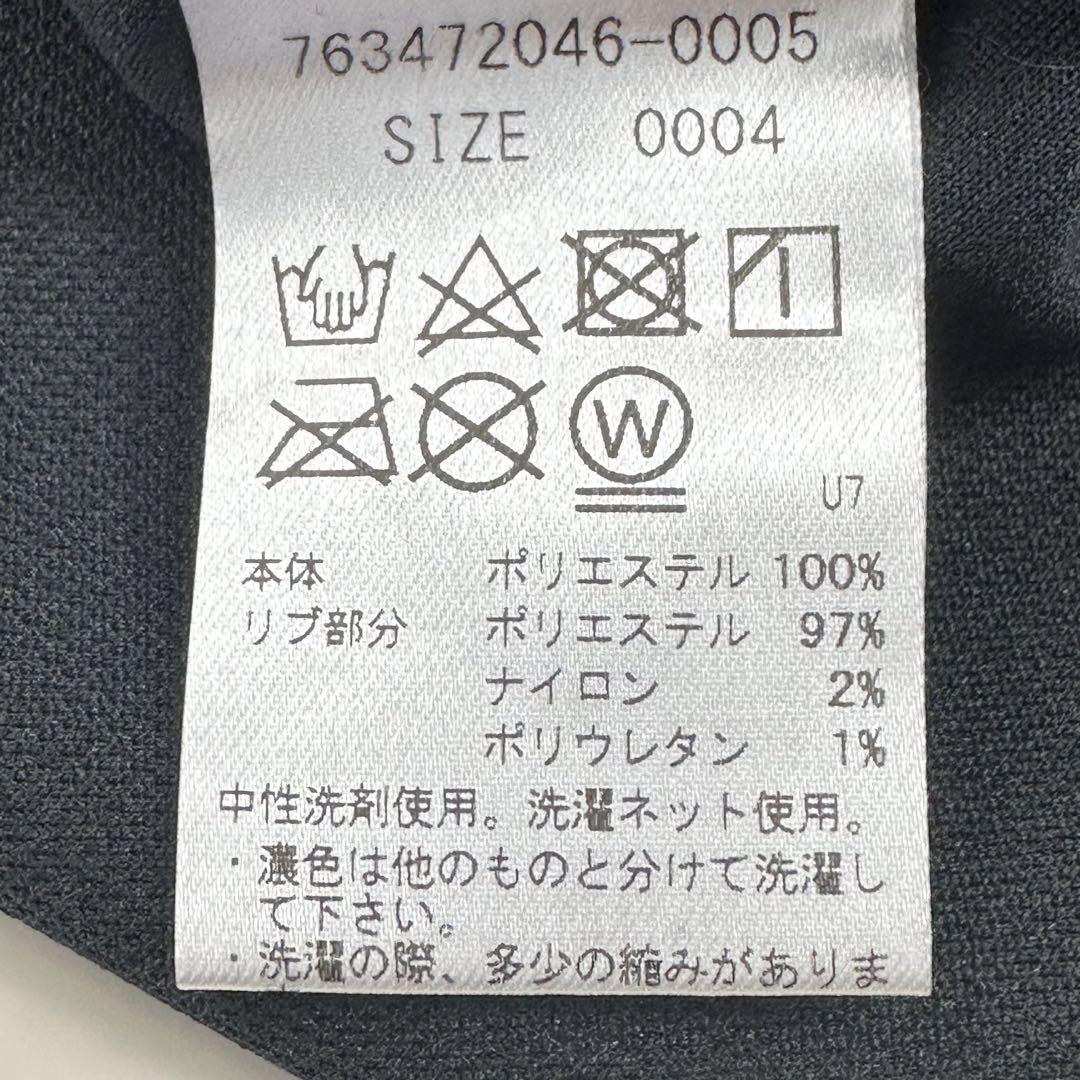 763472046-0005
SIZE 0004
W
U7
本体 ポリエステル 100%
リブ部分 ポリエステル 97%
ナイロン 2%
ポリウレタン 1%
中性洗剤使用。洗濯ネット使用。
・濃色は他のものと分けて洗濯し
て下さい。
・洗濯の際、多少の縮みがありま